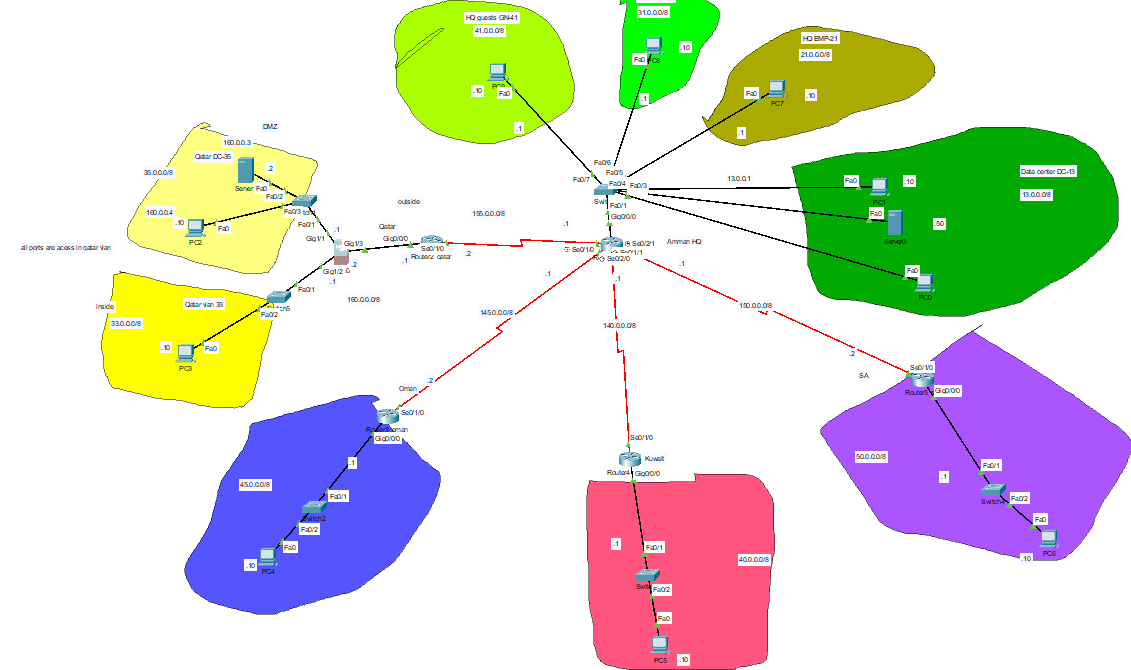 31.0.0.0/8
HQ guests GN-41
41.0.0.0/8
.10
Fa0
.1
Fa0
PC8
.10
.1
HQ EMP-21
21.0.0.0/8
Fa0
PC7
.10
.1
Fa0/6
Fa0/5
Fa0/7
Fa0/4
Fa0/3
Fa0/1
Gig0/0/0
13.0.0.1
Data center DC-13
13.0.0.0/8
Fa0
PC1
.10
Fa0
Server0
.50
Fa0
PC0
DMZ
160.0.0.3
Qatar DC-35
35.0.0.0/8
.2
Server
Fa0
Fa0/2
160.0.0.4
.10
Fa0
PC2
Fa0/3
Fa0/1
Gig1/1
.1
all ports are acess in qatar vlan
outside
Qatar
Gig1/3
Gig0/0/0
.1
.2
.0
Gig1/2
.1
160.0.0.0/8
Se0/1/0
Router2 qatar
.2
155.0.0.0/8
.1
Se0/1/0
Se0/2/1
Se0/2/0
Amman HQ
.1
.1
.1
inside
Qatar vlan 33
33.0.0.0/8
Fa0/1
Fa0/2
.10
Fa0
PC3
145.0.0.0/8
140.0.0.0/8
150.0.0.0/8
.2
Oman
Se0/1/0
Gig0/0/0
.1
45.0.0.0/8
Fa0/1
Switch2
Fa0/2
Fa0
.10
PC4
Se0/1/0
Kuwait
Router4
Gig0/0/0
.1
Fa0/1
40.0.0.0/8
Fa0/2
Fa0
PC5
.10
.2
SA
Se0/1/0
Gig0/0/0
50.0.0.0/8
.1
Fa0/1
Fa0/2
Fa0
.10
PC6